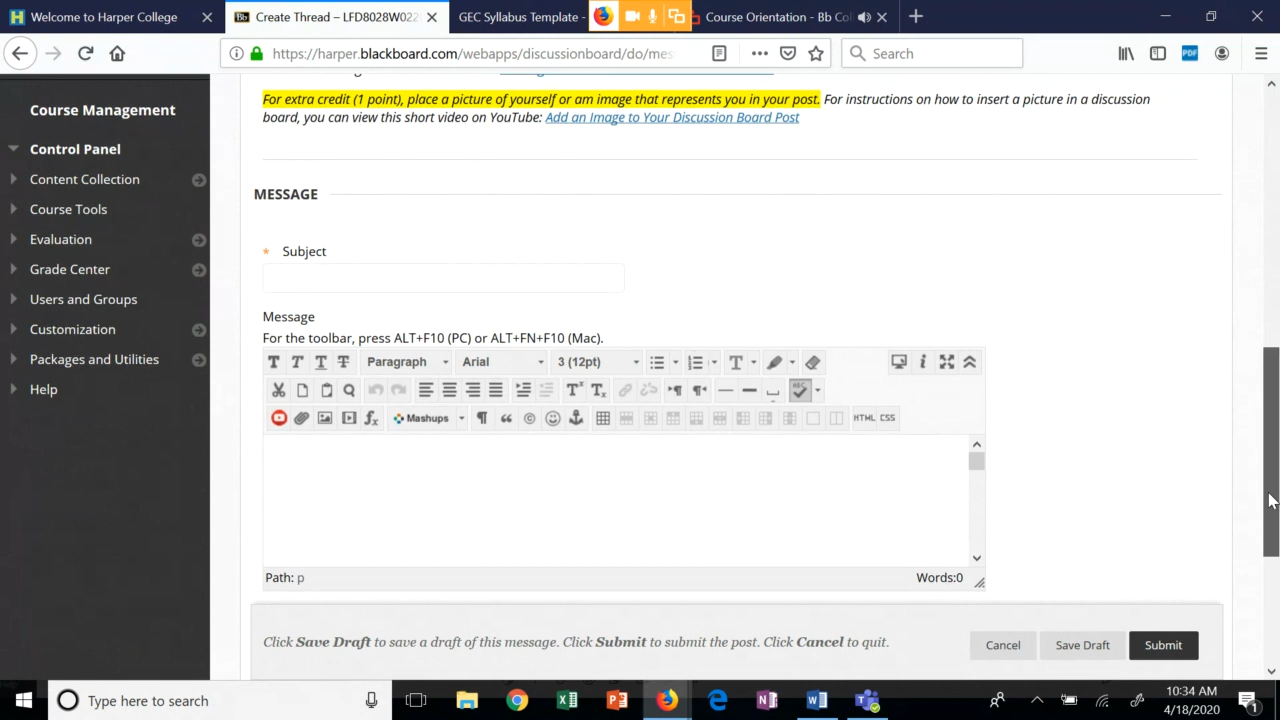 Welcome to Harper College
Create Thread – LFD8028W022
GEC Syllabus Template -
Course Orientation - Bb Col
https://harper.blackboard.com/webapps/discussionboard/do/mes
Search
Course Management
Control Panel
Content Collection
Course Tools
Evaluation
Grade Center
Users and Groups
Customization
Packages and Utilities
Help
For extra credit (1 point), place a picture of yourself or am image that represents you in your post. For instructions on how to insert a picture in a discussion
board, you can view this short video on YouTube: Add an Image to Your Discussion Board Post
MESSAGE
* Subject
Message
For the toolbar, press ALT+F10 (PC) or ALT+FN+F10 (Mac).
T T T T Paragraph Arial 3 (12pt)
Mashups HTML CSS
Path: p Words:0
Click Save Draft to save a draft of this message. Click Submit to submit the post. Click Cancel to quit.
Cancel Save Draft Submit
Type here to search
10:34 AM
4/18/2020